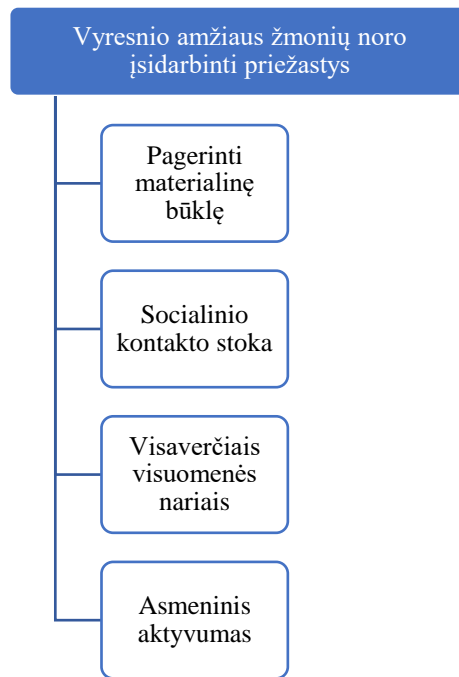 Vyresnio amžiaus žmonių noro
įsidarbinti priežastys
Pagerinti
materialinę
būklę
Socialinio
kontakto stoka
Visaverčiais
visuomenės
nariais
Asmeninis
aktyvumas